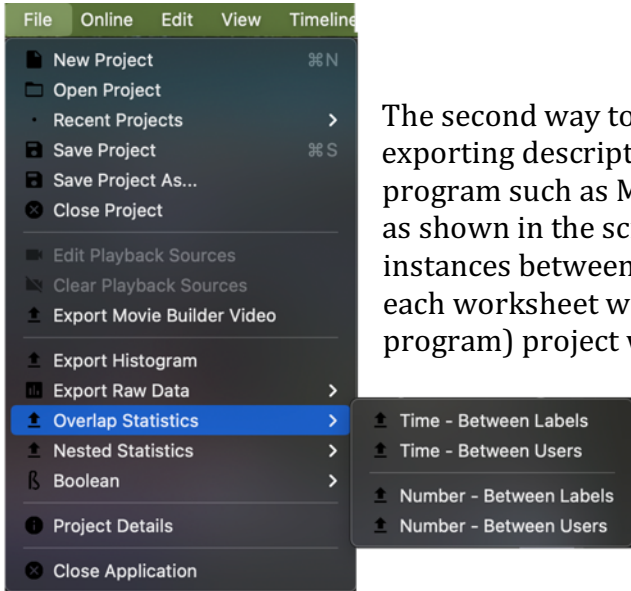 File Online Edit View Timeline
New Project ⌘N
Open Project
Recent Projects >
Save Project ⌘S
Save Project As...
Close Project
Edit Playback Sources
Clear Playback Sources
Export Movie Builder Video
Export Histogram
Export Raw Data >
Overlap Statistics >
Nested Statistics >
ß Boolean >
Project Details
Close Application
Time - Between Labels
Time - Between Users
Number - Between Labels
Number - Between Users
The second way to
exporting descript
program such as M
as shown in the sc
instances between
each worksheet w
program) project